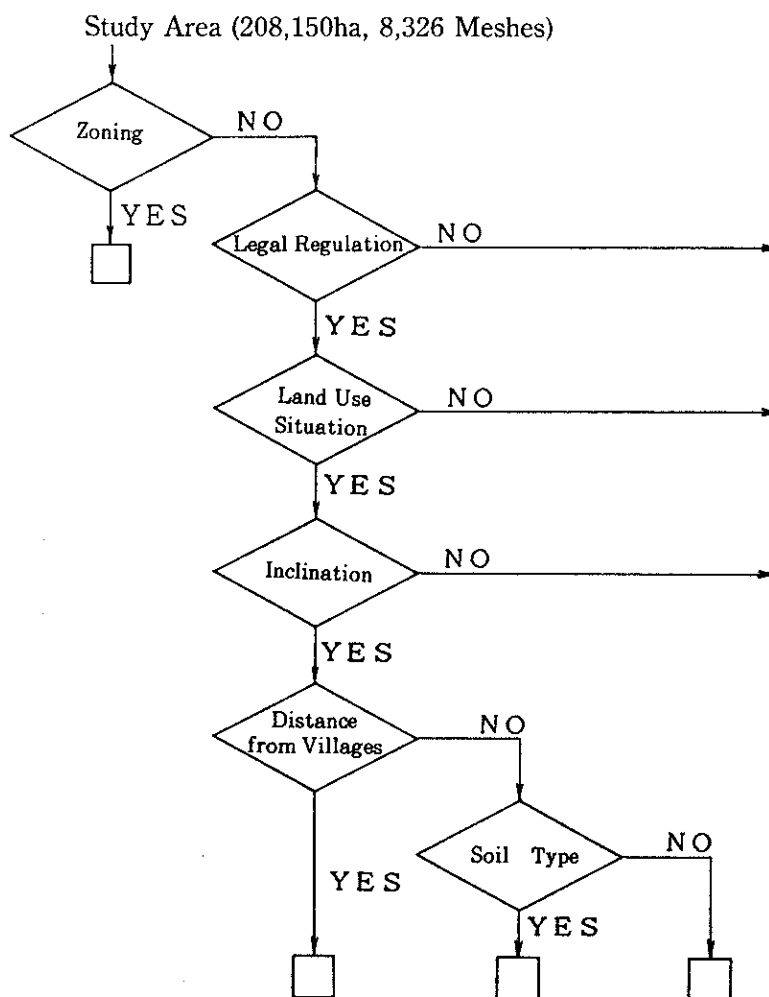 Study Area (208,150ha, 8,326 Meshes)
Zoning
NO
YES
Legal Regulation
NO
YES
Land Use
Situation
NO
YES
Inclination
NO
YES
Distance
from Villages
NO
Soil Type
NO
YES
YES